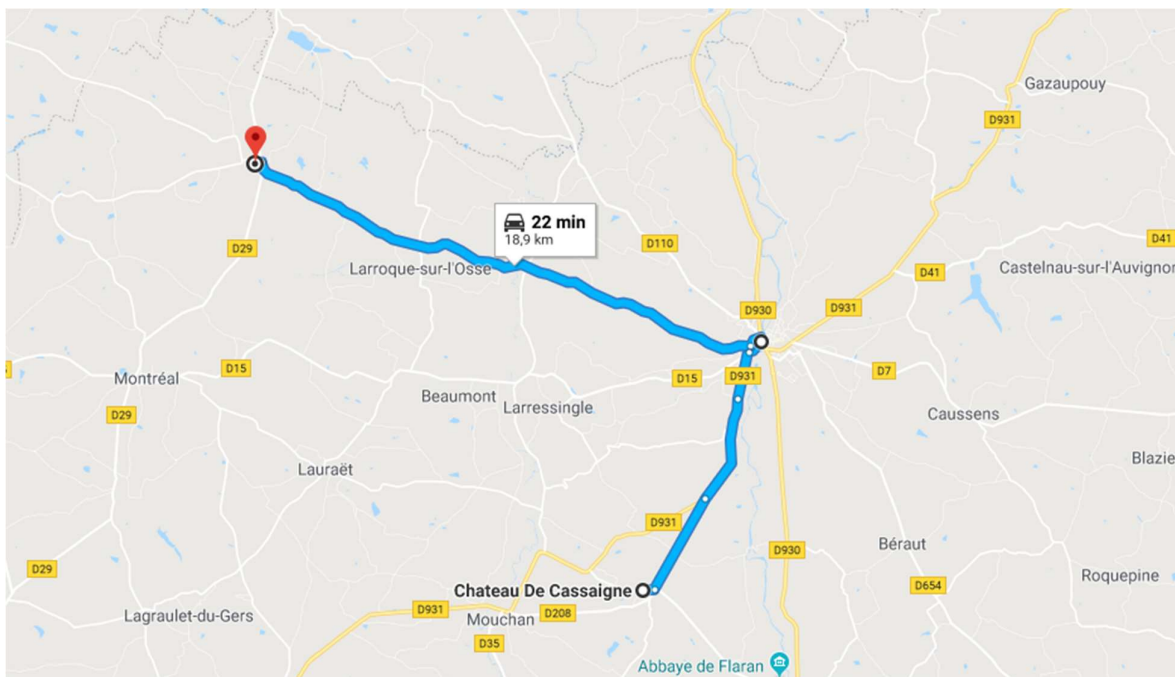 Gazaupouy
D931
D110
D29
22 min
18,9 km
Larroque-sur-l'Osse
D41
D41
Castelnau-sur-l'Auvignon
D930
D931
Montréal
D15
D15
D931
D7
Beaumont
Larressingle
Caussens
Lauraët
Blazie
D931
D29
D29
D930
Béraut
Chateau De Cassaigne
D654
Roquepine
Lagraulet-du-Gers
D931
Mouchan
D208
D35
Abbaye de Flaran